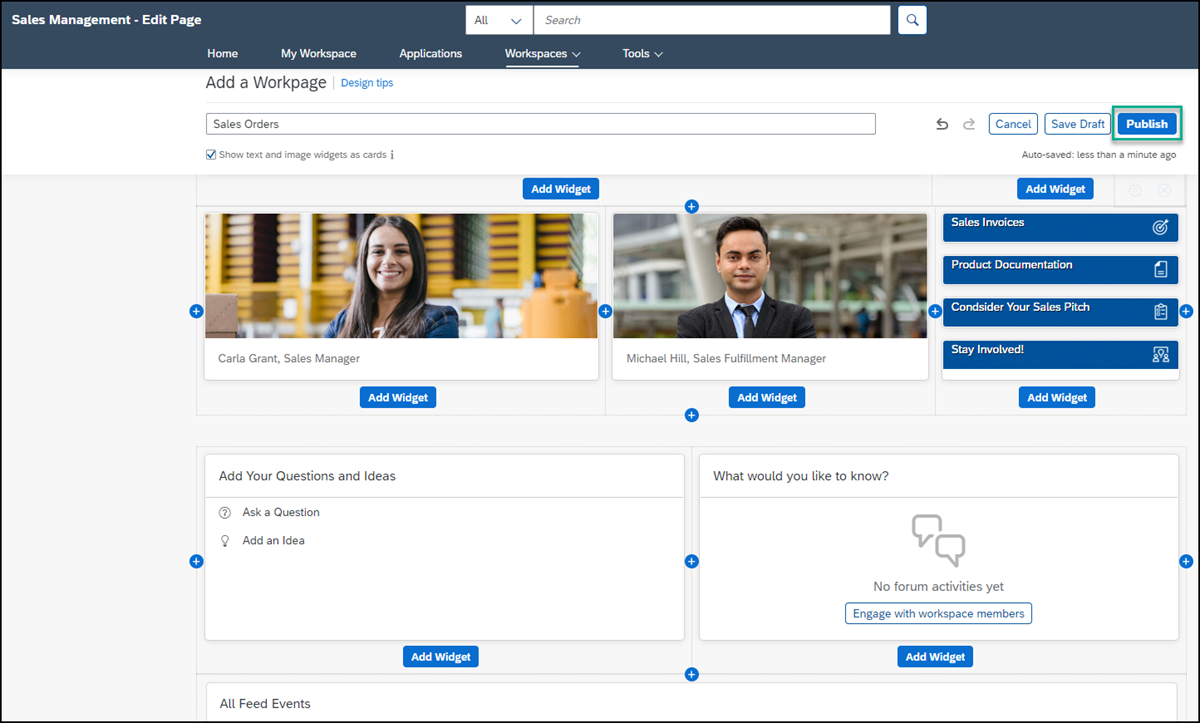 Sales Management - Edit Page
All
Search
Home
My Workspace
Applications
Workspaces
Tools
Add a Workpage
Design tips
Sales Orders
Cancel
Save Draft
Publish
Show text and image widgets as cards i
Auto-saved: less than a minute ago
Add Widget
Add Widget
Carla Grant, Sales Manager
Michael Hill, Sales Fulfillment Manager
Sales Invoices
Product Documentation
Condsider Your Sales Pitch
Stay Involved!
Add Widget
Add Widget
Add Widget
Add Your Questions and Ideas
Ask a Question
Add an Idea
What would you like to know?
No forum activities yet
Engage with workspace members
Add Widget
Add Widget
All Feed Events